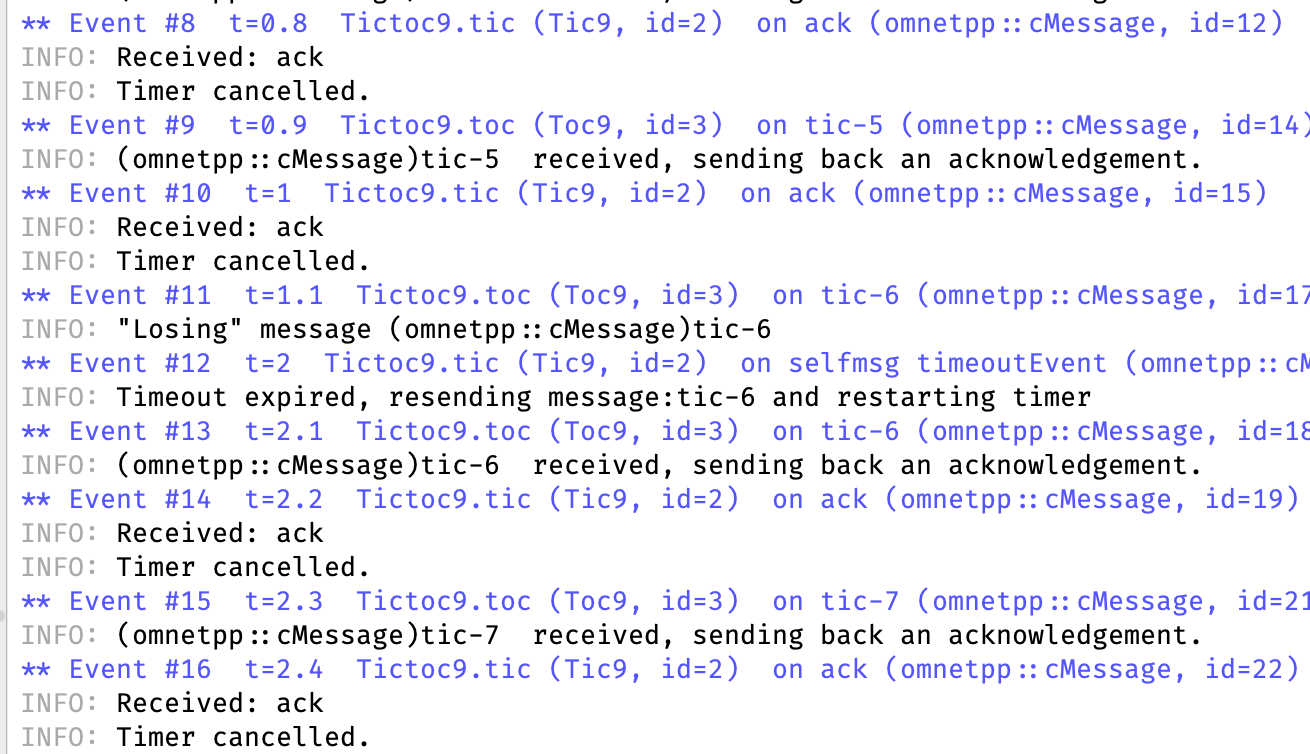 ** Event #8  t=0.8  Tictoc9.tic (Tic9, id=2)  on ack (omnetpp::cMessage, id=12)
INFO: Received: ack
INFO: Timer cancelled.
** Event #9  t=0.9  Tictoc9.toc (Toc9, id=3)  on tic-5 (omnetpp::cMessage, id=14)
INFO: (omnetpp::cMessage)tic-5  received, sending back an acknowledgement.
** Event #10  t=1  Tictoc9.tic (Tic9, id=2)  on ack (omnetpp::cMessage, id=15)
INFO: Received: ack
INFO: Timer cancelled.
** Event #11  t=1.1  Tictoc9.toc (Toc9, id=3)  on tic-6 (omnetpp::cMessage, id=17
INFO: "Losing" message (omnetpp::cMessage)tic-6
** Event #12  t=2  Tictoc9.tic (Tic9, id=2)  on selfmsg timeoutEvent (omnetpp::cM
INFO: Timeout expired, resending message:tic-6 and restarting timer
** Event #13  t=2.1  Tictoc9.toc (Toc9, id=3)  on tic-6 (omnetpp::cMessage, id=18
INFO: (omnetpp::cMessage)tic-6  received, sending back an acknowledgement.
** Event #14  t=2.2  Tictoc9.tic (Tic9, id=2)  on ack (omnetpp::cMessage, id=19)
INFO: Received: ack
INFO: Timer cancelled.
** Event #15  t=2.3  Tictoc9.toc (Toc9, id=3)  on tic-7 (omnetpp::cMessage, id=21
INFO: (omnetpp::cMessage)tic-7  received, sending back an acknowledgement.
** Event #16  t=2.4  Tictoc9.tic (Tic9, id=2)  on ack (omnetpp::cMessage, id=22)
INFO: Received: ack
INFO: Timer cancelled.